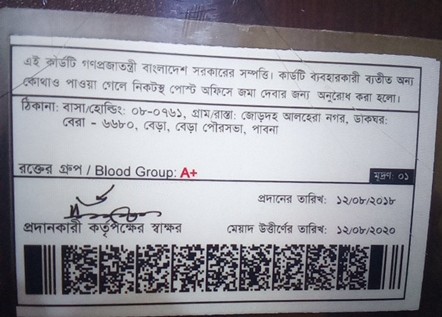 এই কার্ডটি গণপ্রজাতন্ত্রী বাংলাদেশ সরকারের সম্পত্তি। কার্ডটি ব্যবহারকারী ব্যতীত অন্য
কোথাও পাওয়া গেলে নিকটস্থ পোস্ট অফিসে জমা দেবার জন্য অনুরোধ করা হলো।
ঠিকানা: বাসা/হোল্ডিং: ০৮-০৭৬১, গ্রাম/রাস্তা: জোড়দহ আলহেরা নগর, ডাকঘর:
বেরা - ৬৬৮০, বেড়া, বেড়া পৌরসভা, পাবনা
রক্তের গ্রুপ / Blood Group: A+
মুদ্রণ: ০১
প্রদানের তারিখ: ১২/০৮/২০১৮
প্রদানকারী কর্তৃপক্ষের স্বাক্ষর
মেয়াদ উত্তীর্ণের তারিখ: ১২/০৮/২০২০